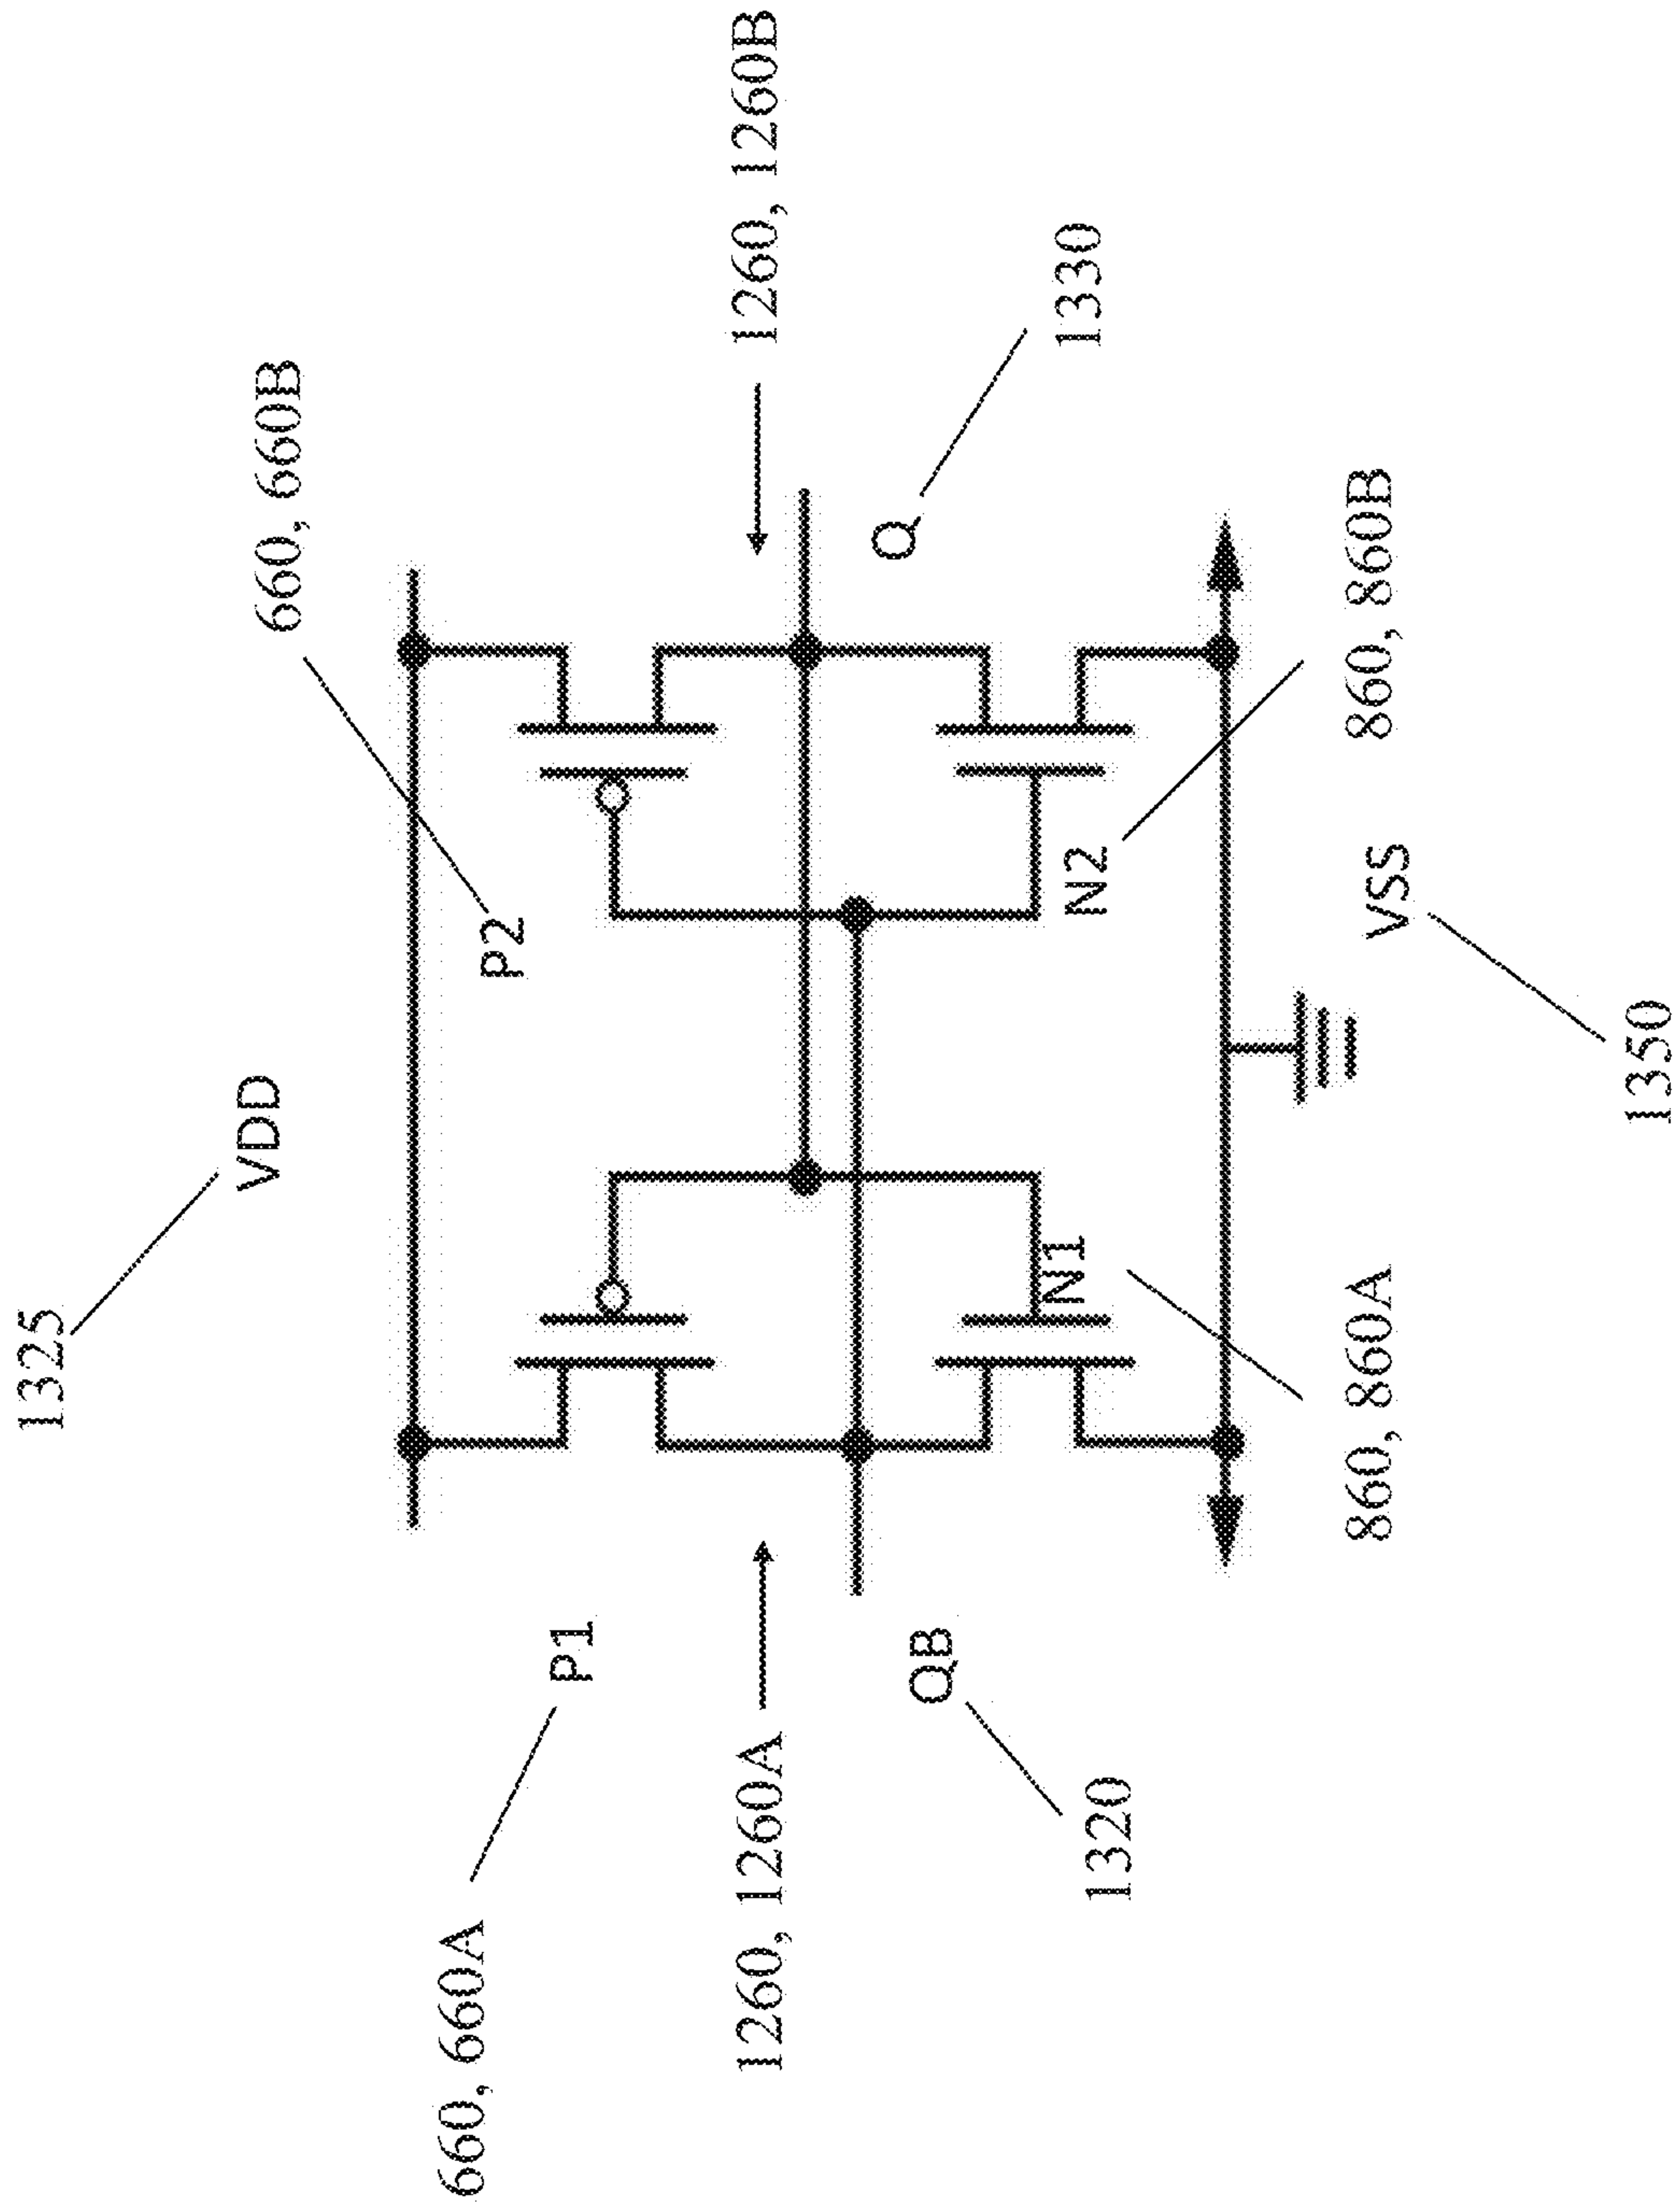 1325
VDD
660, 660B
P2
660, 660A
P1
1260, 1260A
1260, 1260B
QB
1320
Q
1330
N1
N2
860, 860A
860, 860B
VSS
1350